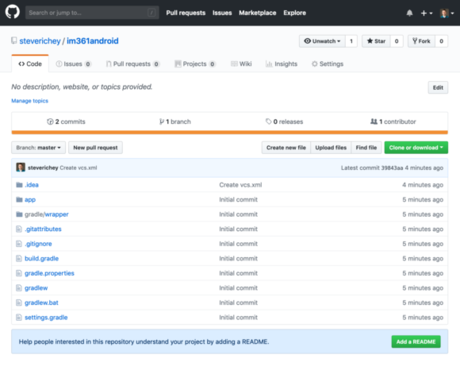 Search or jump to... / Pull requests Issues Marketplace Explore
steverichey / im361android Unwatch 1 Star 0 Fork 0
Code Issues 0 Pull requests 0 Projects 0 Wiki Insights Settings
No description, website, or topics provided. Edit
Manage topics
2 commits 1 branch 0 releases 1 contributor
Branch: master New pull request Create new file Upload files Find file Clone or download
steverichey Create vcs.xml Latest commit 39843aa 4 minutes ago
.idea Create vcs.xml 4 minutes ago
app Initial commit 5 minutes ago
gradle/wrapper Initial commit 5 minutes ago
.gitattributes Initial commit 5 minutes ago
.gitignore Initial commit 5 minutes ago
build.gradle Initial commit 5 minutes ago
gradle.properties Initial commit 5 minutes ago
gradlew Initial commit 5 minutes ago
gradlew.bat Initial commit 5 minutes ago
settings.gradle Initial commit 5 minutes ago
Help people interested in this repository understand your project by adding a README. Add a README